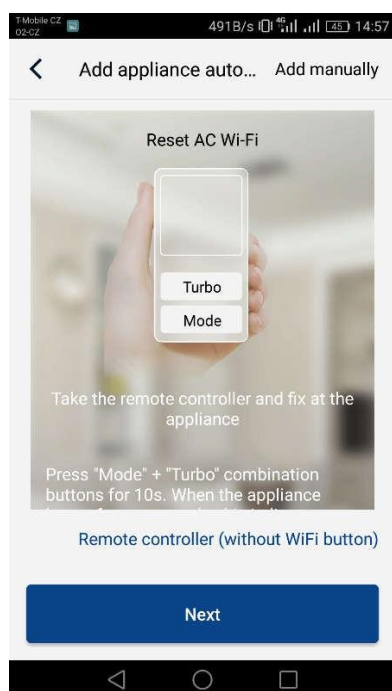 T-Mobile CZ
O2-CZ
491B/s 4G 45 14:57
Add appliance auto... Add manually
Reset AC Wi-Fi
Turbo
Mode
Take the remote controller and fix at the
appliance
Press "Mode" + "Turbo" combination
buttons for 10s. When the appliance
Remote controller (without WiFi button)
Next